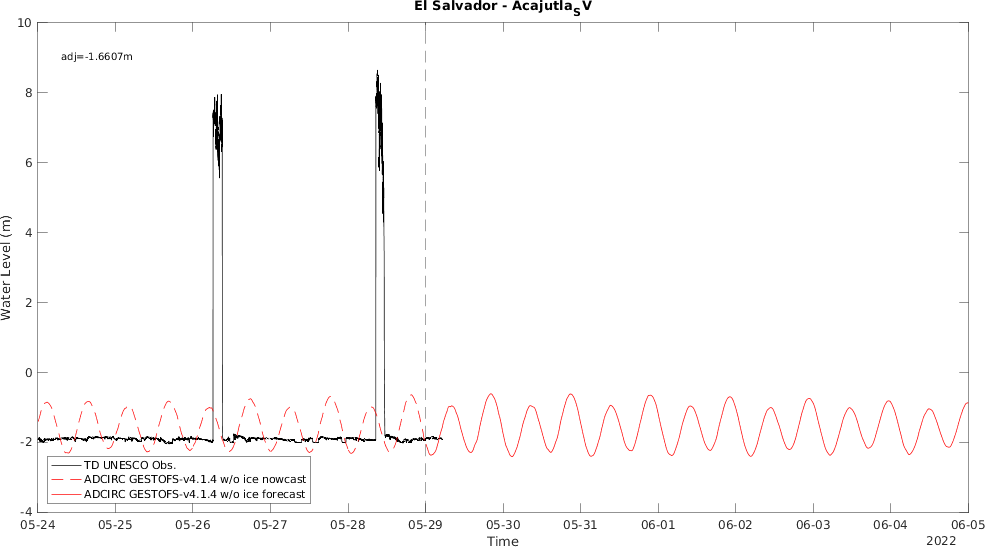 El Salvador - Acajutla_SV
adj=-1.6607m
Water Level (m)
10
8
6
4
2
0
-2
-4
TD UNESCO Obs.
ADCIRC GESTOFS-v4.1.4 w/o ice nowcast
ADCIRC GESTOFS-v4.1.4 w/o ice forecast
05-24 05-25 05-26 05-27 05-28 05-29 05-30 05-31 06-01 06-02 06-03 06-04 06-05
Time
2022